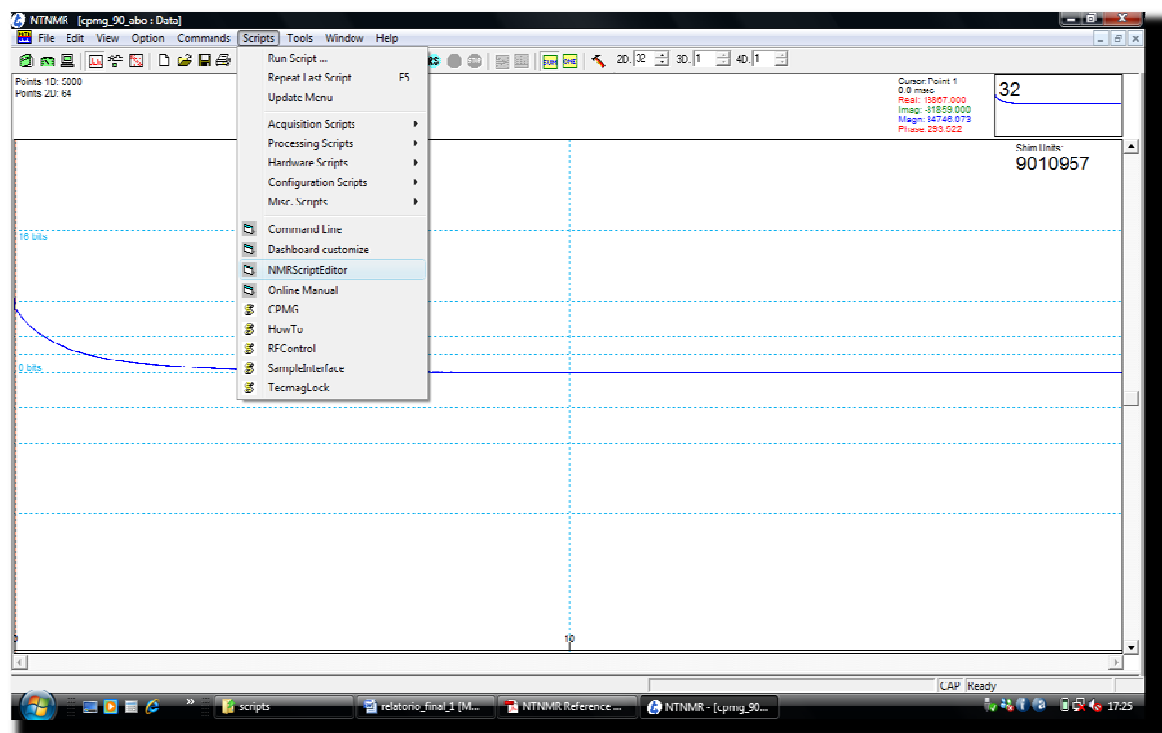 NTNMR [cpmg_90_abo : Data]
File Edit View Option Commands Scripts Tools Window Help
2D. 32 3D. 1 4D. 1
Points 1D: 5000
Points 2D: 64
Cursor: Point 1
0.0 msec
Real: 13867.000
Imag: -31859.000
Magn: 34746.073
Phase: 293.522
32
Shim Units:
9010957
Run Script ...
Repeat Last Script F5
Update Menu
Acquisition Scripts
Processing Scripts
Hardware Scripts
Configuration Scripts
Misc. Scripts
Command Line
Dashboard customize
NMRScriptEditor
Online Manual
CPMG
HowTo
RFControl
SampleInterface
TecmagLock
16 bits
0 bits
10
CAP Ready
scripts
relatorio_final_1 [M...
NTNMR Reference ...
NTNMR - [cpmg_90...
17:25